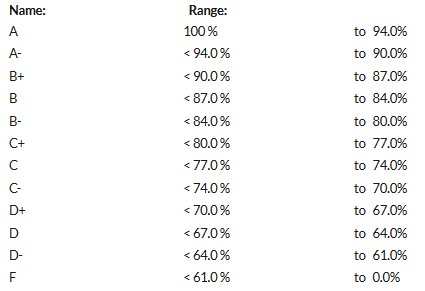 Name: Range:
A 100 % to 94.0%
A- < 94.0 % to 90.0%
B+ < 90.0 % to 87.0%
B < 87.0 % to 84.0%
B- < 84.0 % to 80.0%
C+ < 80.0 % to 77.0%
C < 77.0 % to 74.0%
C- < 74.0 % to 70.0%
D+ < 70.0 % to 67.0%
D < 67.0 % to 64.0%
D- < 64.0 % to 61.0%
F < 61.0 % to 0.0%